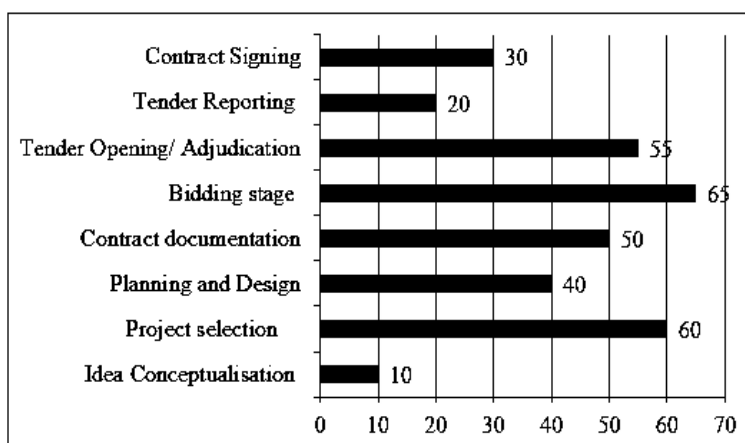 Contract Signing 30
Tender Reporting 20
Tender Opening/ Adjudication 55
Bidding stage 65
Contract documentation 50
Planning and Design 40
Project selection 60
Idea Conceptualisation 10
0 10 20 30 40 50 60 70